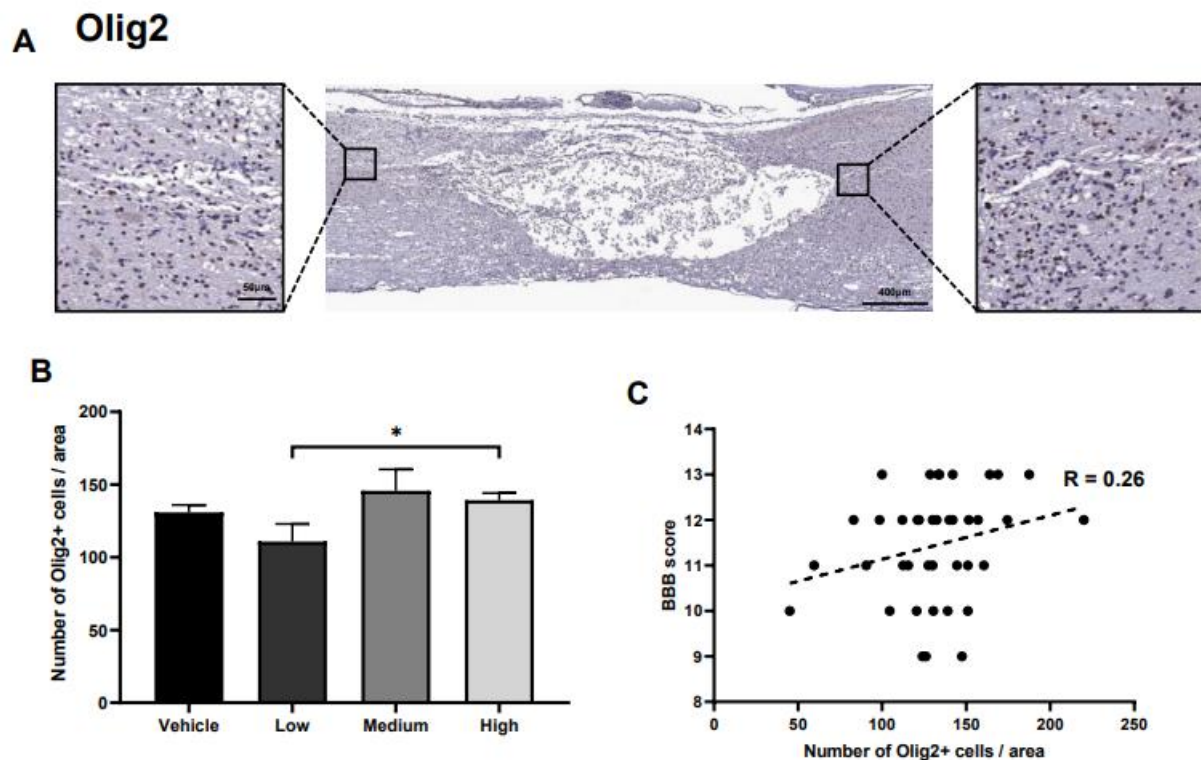 A
Olig2
50µm
400µm
B
Number of Olig2+ cells / area
200
150
100
50
0
*
Vehicle Low Medium High
C
BBB score
14
13
12
11
10
9
8
R = 0.26
0 50 100 150 200 250
Number of Olig2+ cells / area